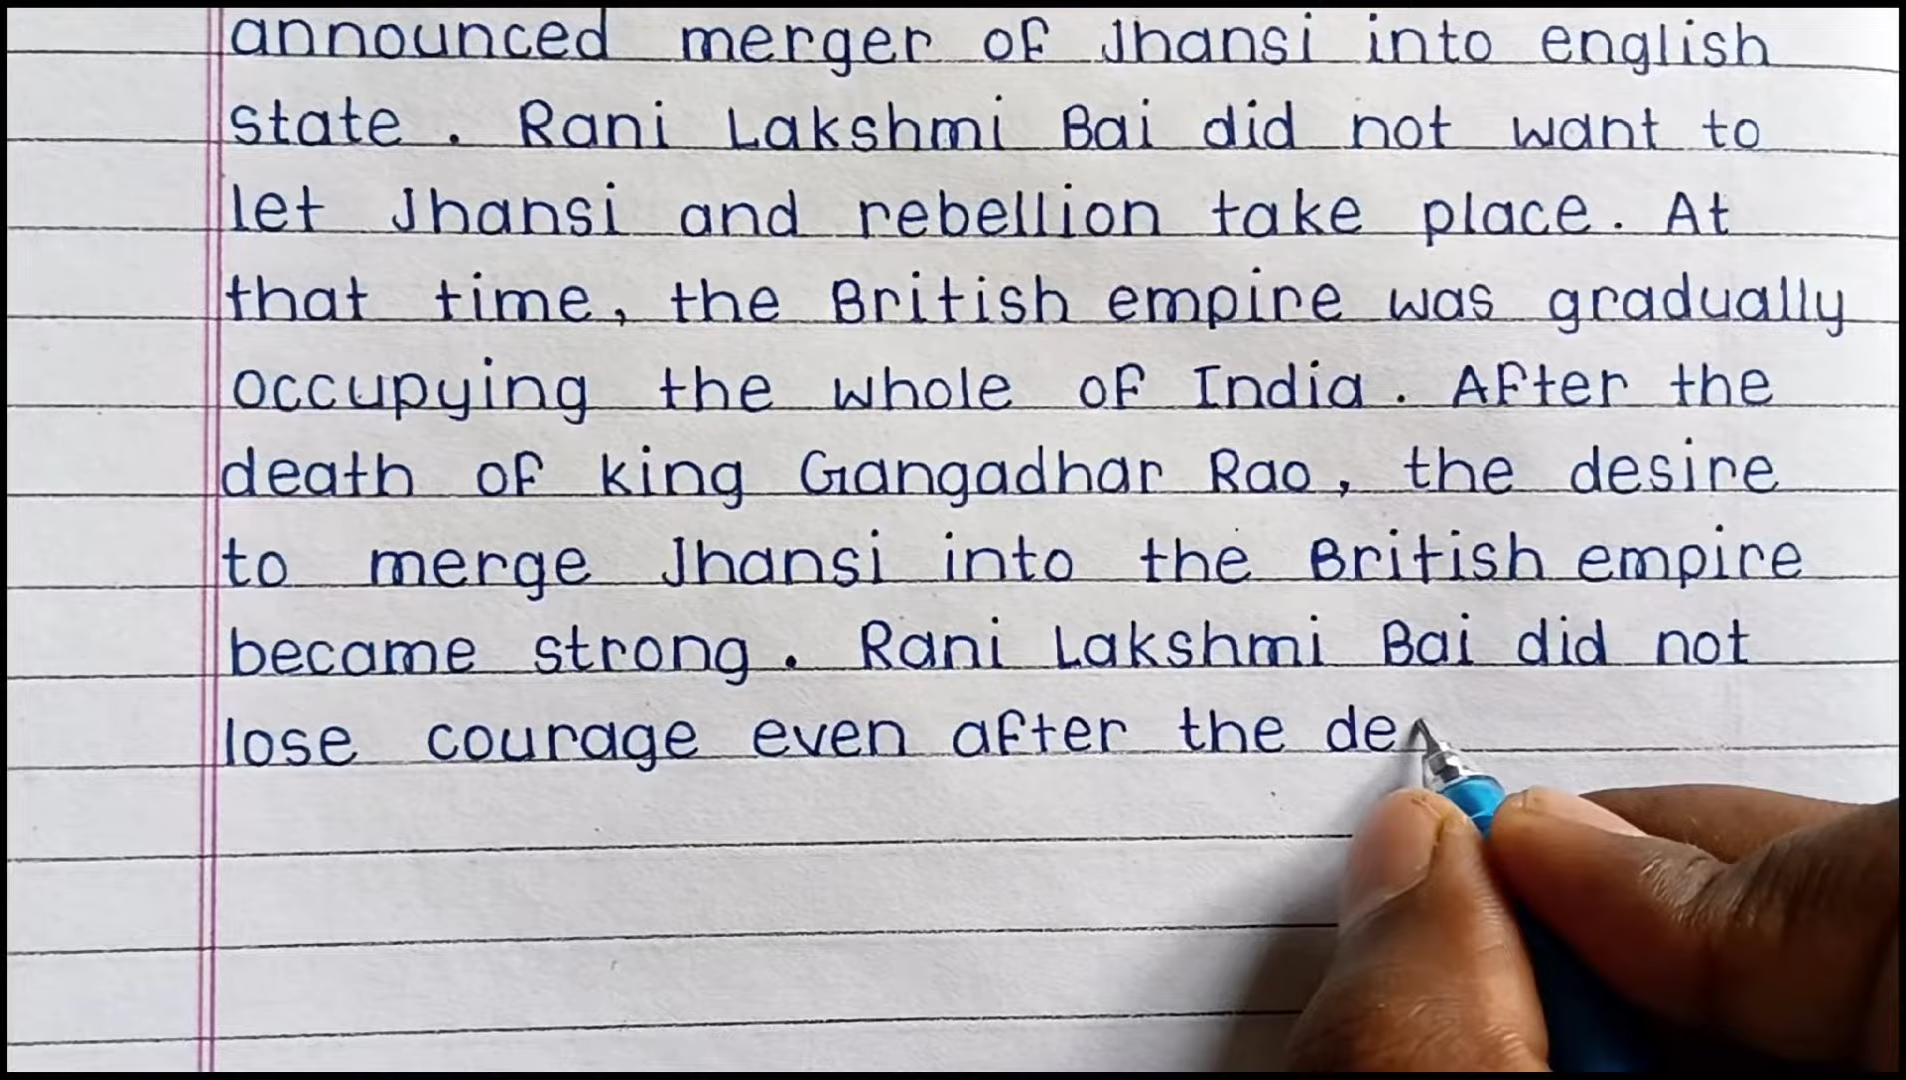 announced merger of Jhansi into english
state. Rani Lakshmi Bai did not want to
let Jhansi and rebellion take place. At
that time, the British empire was gradually
occupying the whole of India. After the
death of king Gangadhar Rao, the desire
to merge Jhansi into the British empire
became strong. Rani Lakshmi Bai did not
lose courage even after the de